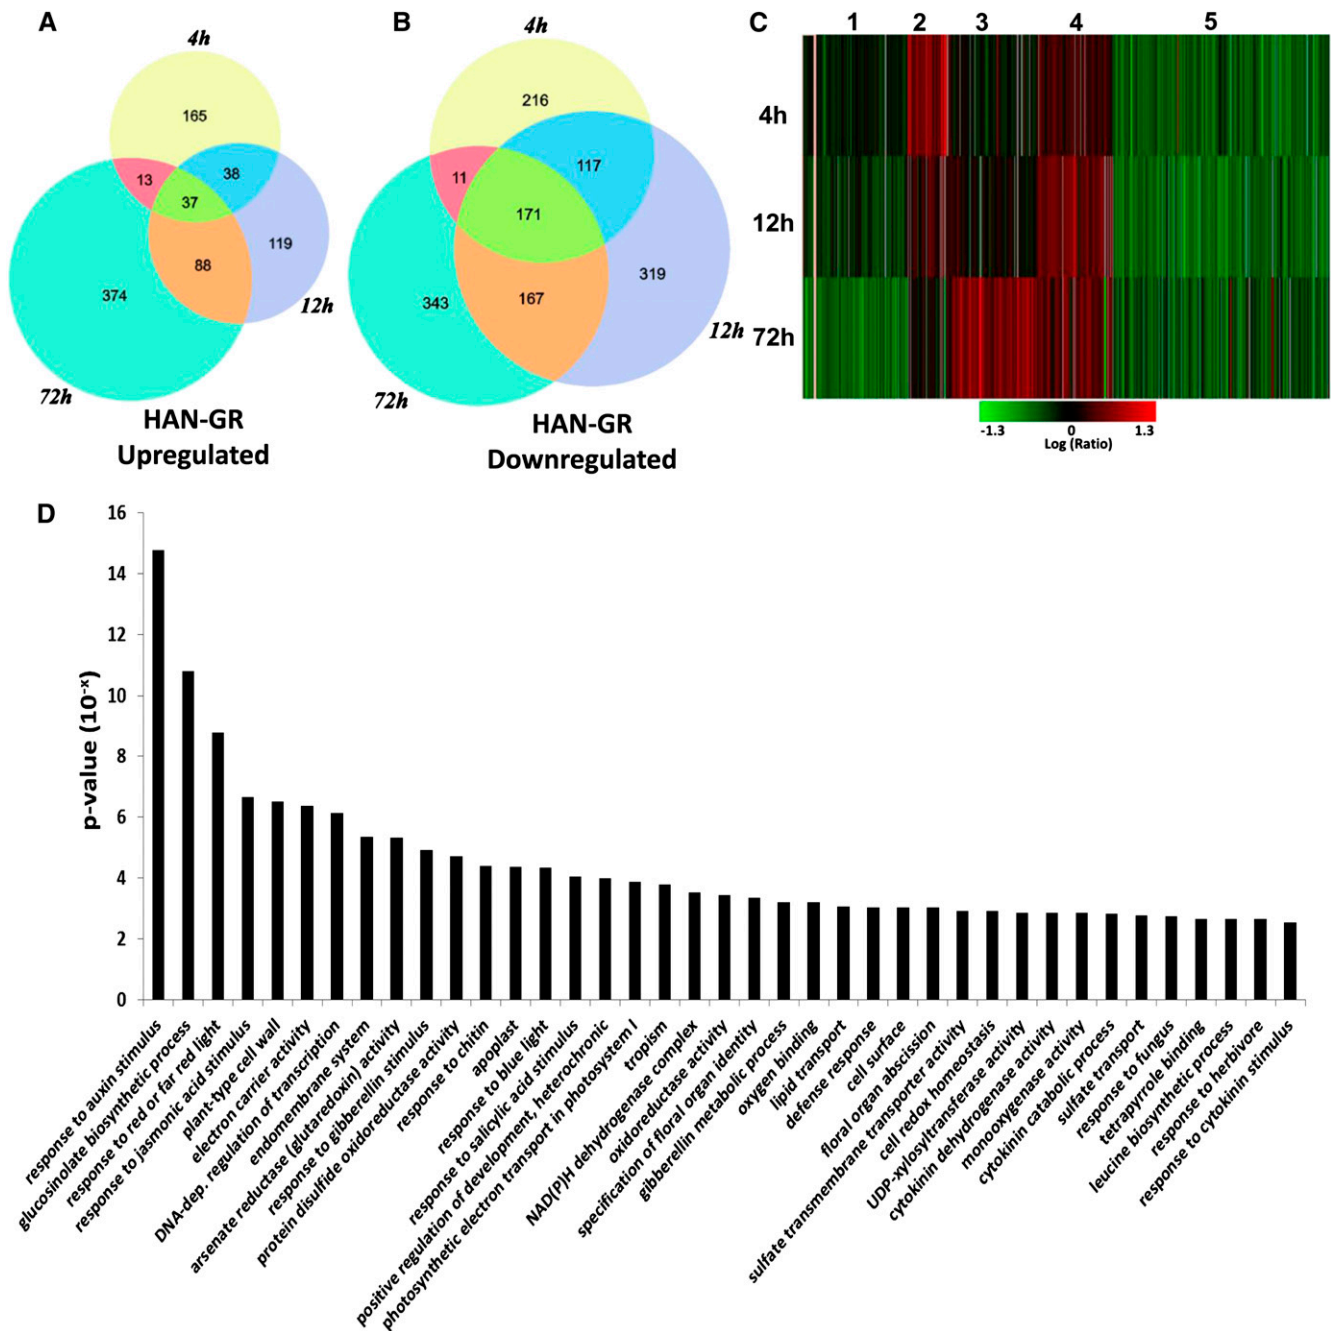 A
4h
165
13
38
37
119
88
374
12h
72h
HAN-GR
Upregulated
B
4h
216
117
11
171
319
343
167
12h
72h
HAN-GR
Downregulated
C
1 2 3 4 5
4h
12h
72h
-1.3 0 1.3
Log (Ratio)
D
p-value (10⁻ˣ)
16
14
12
10
8
6
4
2
0
response to auxin stimulus
glucosinolate biosynthetic process
response to red or far red light
response to jasmonic acid stimulus
plant-type cell wall
electron carrier activity
DNA-dep. regulation of transcription
endomembrane system
arsenate reductase (glutaredoxin) activity
response to gibberellin stimulus
protein disulfide oxidoreductase activity
response to chitin
apoplast
response to blue light
response to salicylic acid stimulus
positive regulation of development, heterochronic
photosynthetic electron transport in photosystem I
tropism
NAD(P)H dehydrogenase complex
oxidoreductase activity
specification of floral organ identity
gibberellin metabolic process
oxygen binding
lipid transport
defense response
cell surface
floral organ abscission
sulfate transmembrane transporter activity
cell redox homeostasis
UDP-xylosyltransferase activity
cytokinin dehydrogenase activity
monooxygenase activity
cytokinin catabolic process
sulfate transport
response to fungus
tetrapyrrole binding
leucine biosynthetic process
response to herbivore
response to cytokinin stimulus